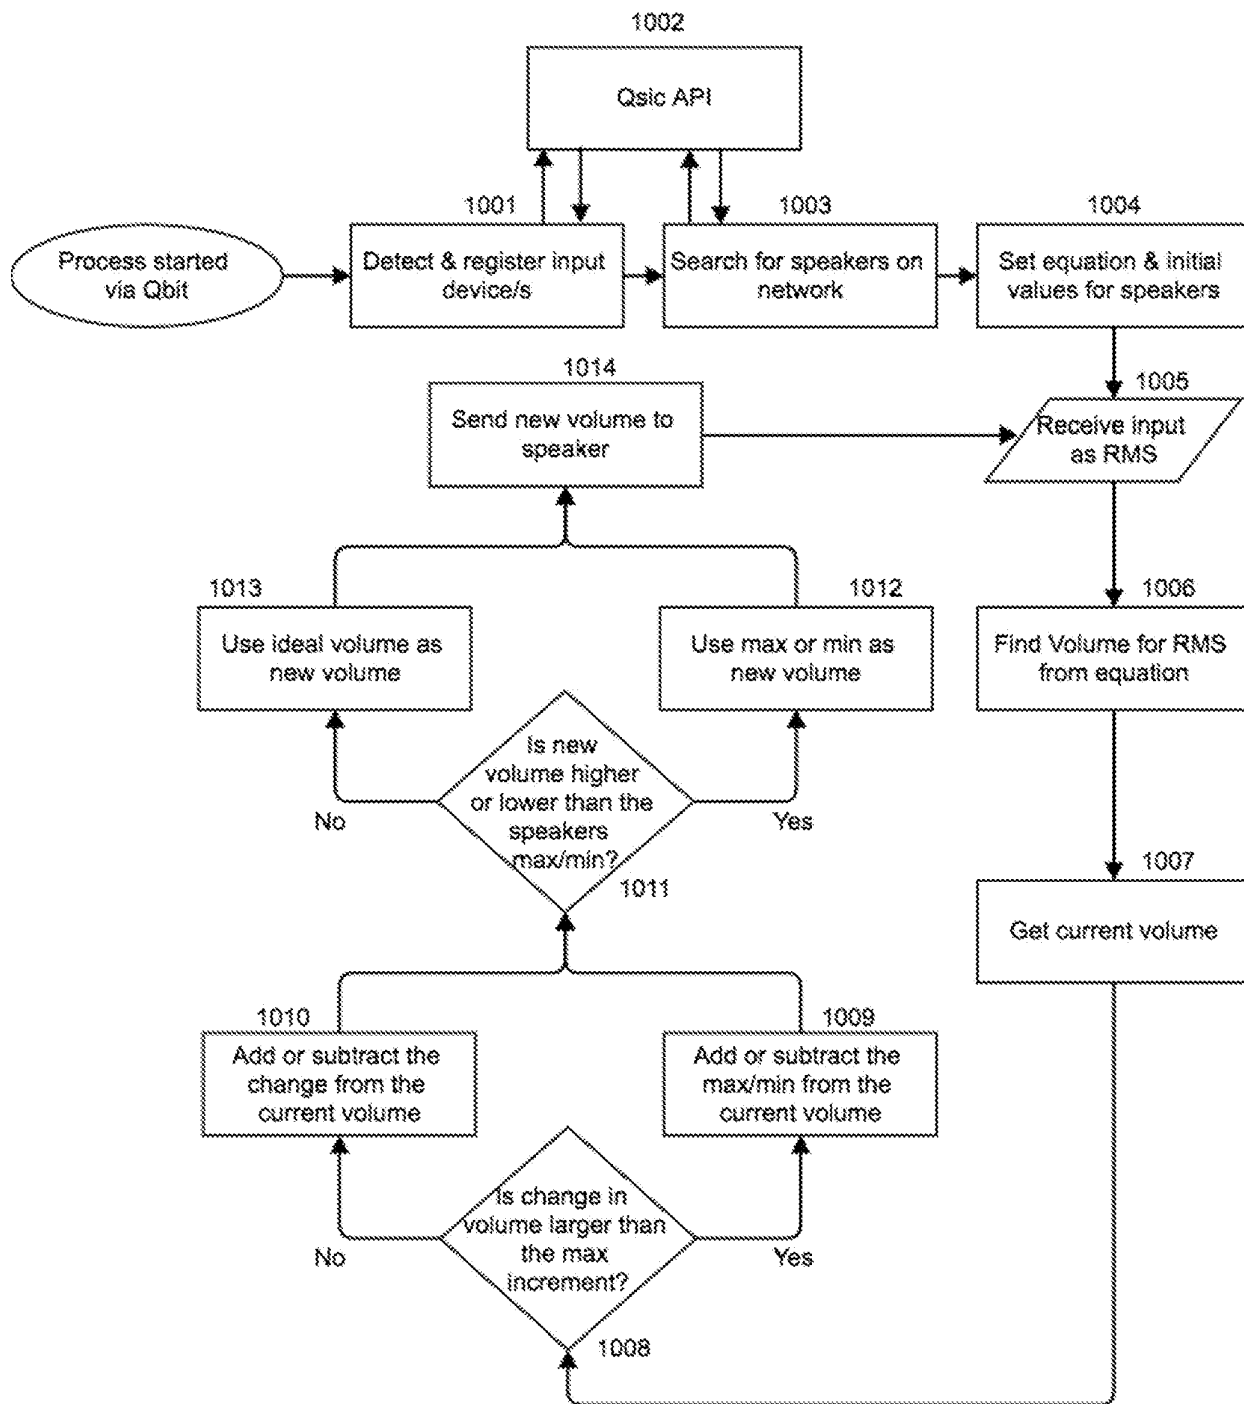 1002
Qsic API
1001
1003
1004
Process started
via Qbit
Detect & register input
device/s
Search for speakers on
network
Set equation & initial
values for speakers
1014
1005
Send new volume to
speaker
Receive input
as RMS
1013
1012
1006
Use ideal volume as
new volume
Use max or min as
new volume
Find Volume for RMS
from equation
Is new
volume higher
or lower than the
speakers
max/min?
No
Yes
1011
1007
Get current volume
1010
1009
Add or subtract the
change from the
current volume
Add or subtract the
max/min from the
current volume
Is change in
volume larger than
the max
increment?
No
Yes
1008